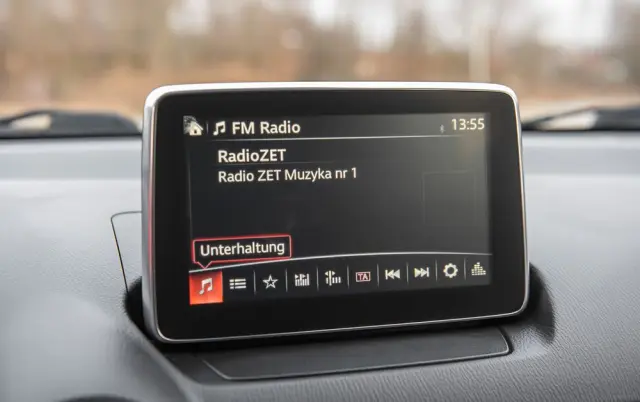 FM Radio 13:55
RadioZET
Radio ZET Muzyka nr 1
Unterhaltung
TA